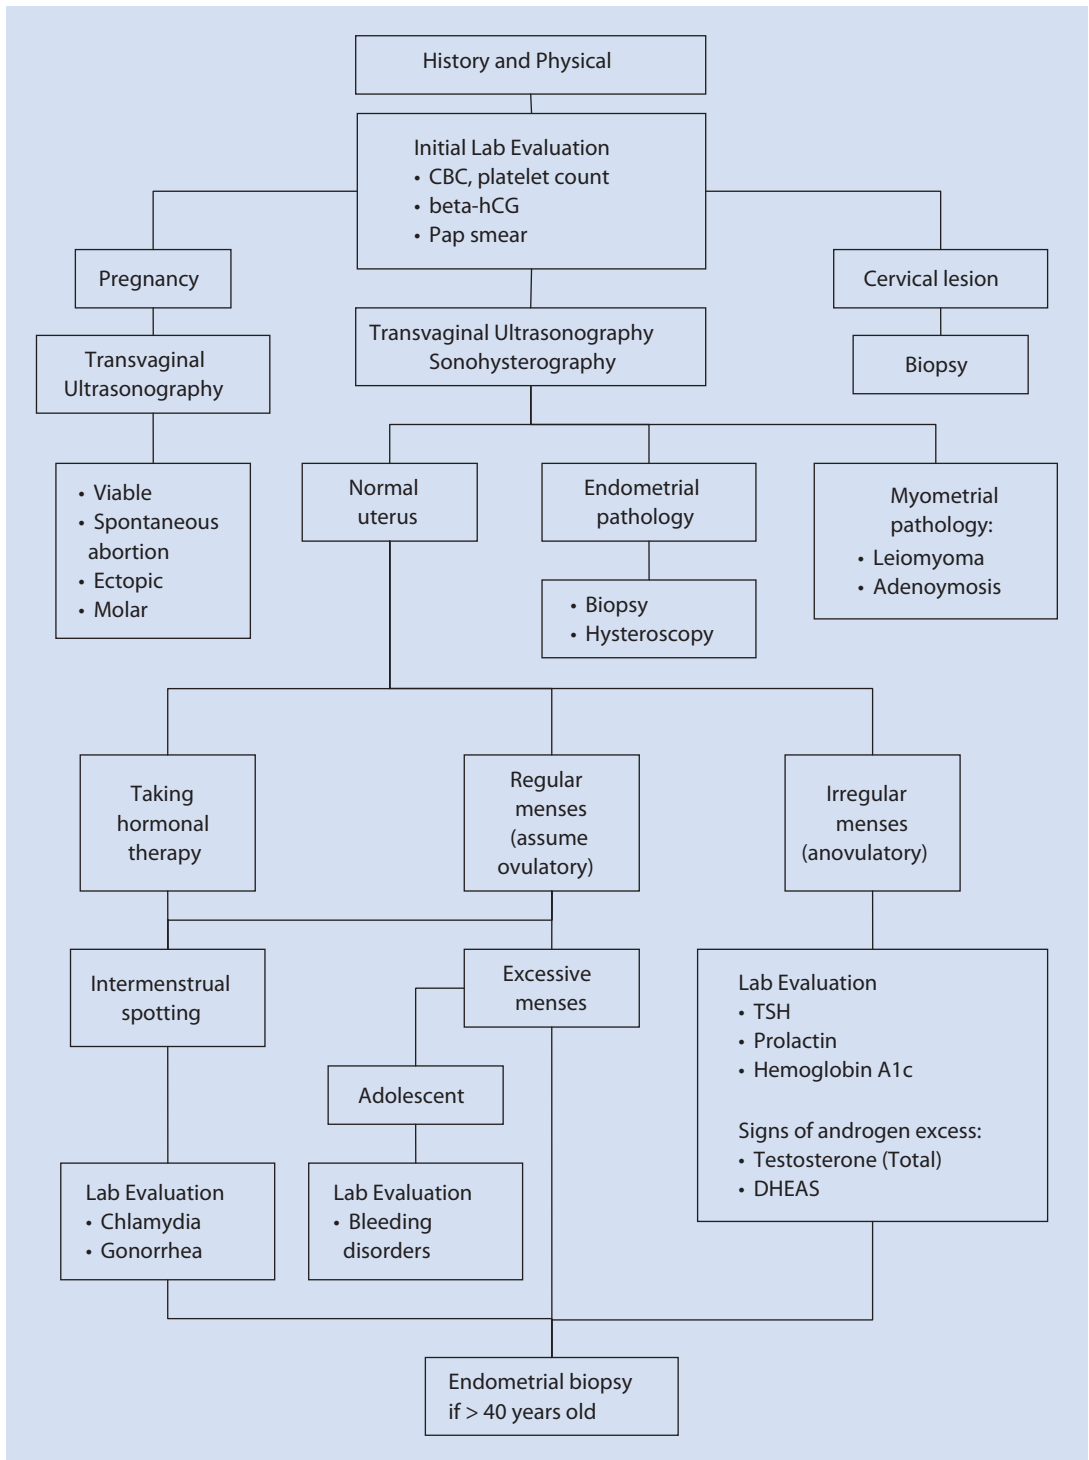 History and Physical
Initial Lab Evaluation
• CBC, platelet count
• beta-hCG
• Pap smear
Pregnancy
Cervical lesion
Transvaginal
Ultrasonography
Transvaginal Ultrasonography
Sonohysterography
Biopsy
• Viable
• Spontaneous
abortion
• Ectopic
• Molar
Normal
uterus
Endometrial
pathology
Myometrial
pathology:
• Leiomyoma
• Adenoymosis
• Biopsy
• Hysteroscopy
Taking
hormonal
therapy
Regular
menses
(assume
ovulatory)
Irregular
menses
(anovulatory)
Intermenstrual
spotting
Excessive
menses
Lab Evaluation
• TSH
• Prolactin
• Hemoglobin A1c
Signs of androgen excess:
• Testosterone (Total)
• DHEAS
Adolescent
Lab Evaluation
• Chlamydia
• Gonorrhea
Lab Evaluation
• Bleeding
disorders
Endometrial biopsy
if > 40 years old